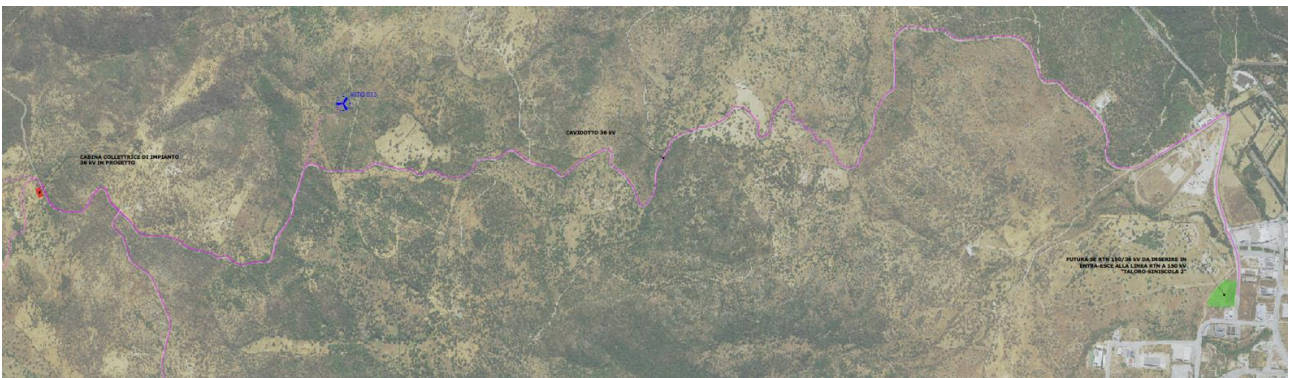 CABINA COLLETTRICE DI IMPIANTO
36 kV IN PROGETTO
CAVIDOTTO 36 kV
FUTURA SE RTN 150/36 kV DA INSERIRE IN
ENTRA-ESCE ALLA LINEA RTN A 150 kV
"TALORO-SINISCOLA 2"